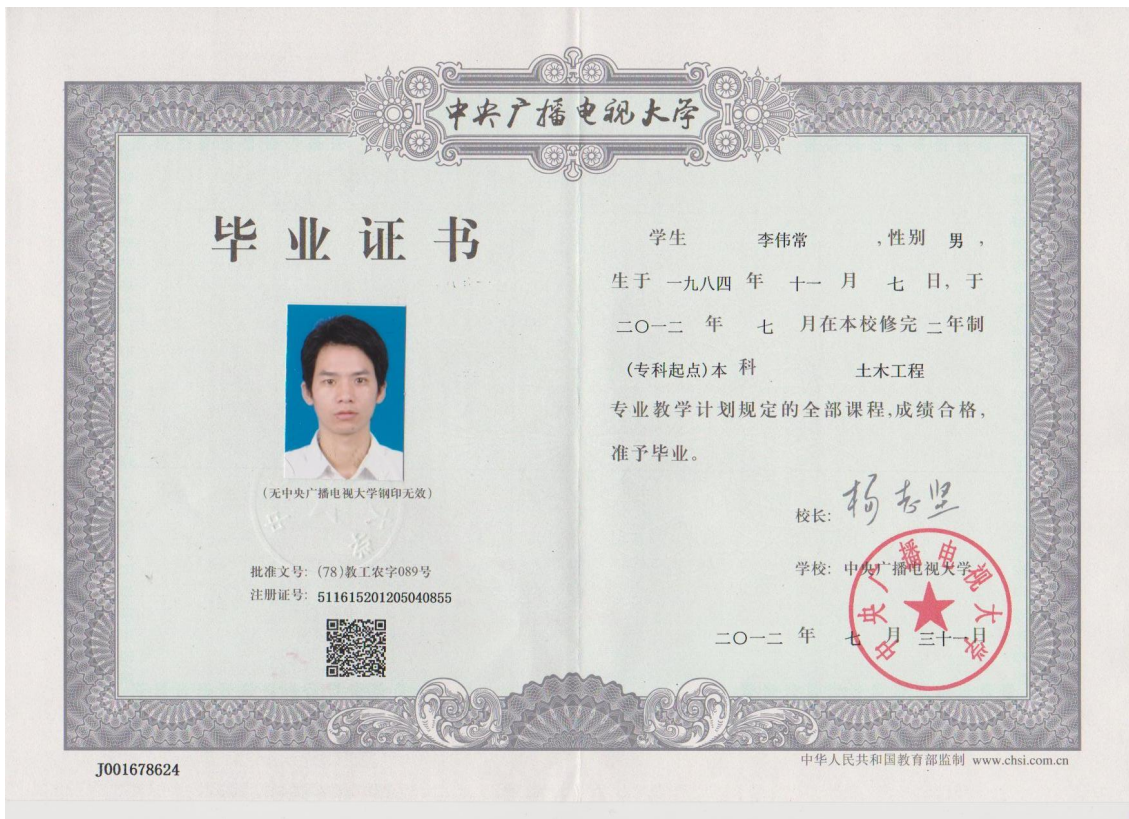 中央广播电视大学
毕业证书
(无中央广播电视大学钢印无效)
批准文号: (78)教工农字089号
注册证号: 511615201205040855
J001678624
学生 李伟常 ,性别 男 ,
生于 一九八四 年 十一 月 七 日, 于
二〇一二 年 七 月在本校修完 二年制
(专科起点)本 科 土木工程
专业教学计划规定的全部课程,成绩合格,
准予毕业。
校长: 杨志坚
学校: 中央广播电视大学
二〇一二 年 七 月 三十一日
中央广播电视大学
中华人民共和国教育部监制 www.chsi.com.cn